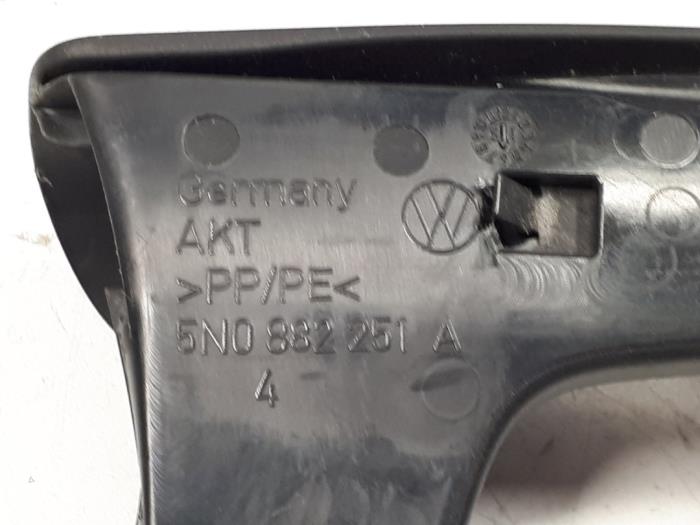 Germany
AKT
>PP/PE<
5N0 882 251 A
4